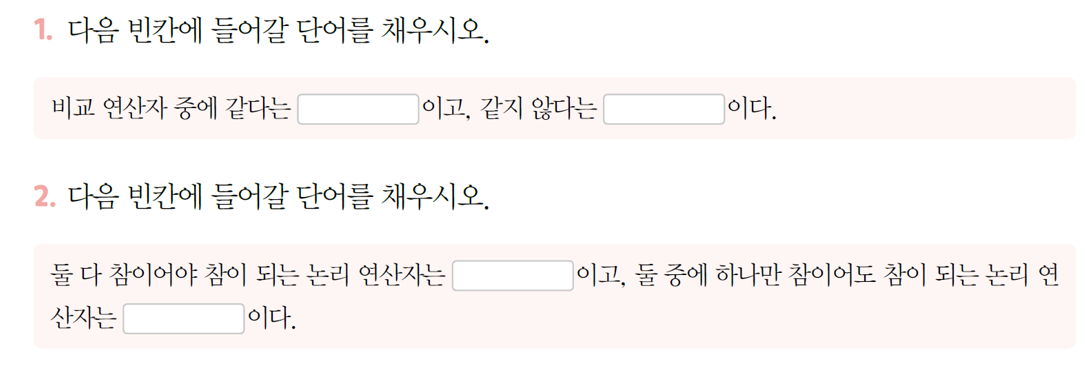 1. 다음 빈칸에 들어갈 단어를 채우시오.
비교 연산자 중에 같다는 이고, 같지 않다는 이다.
2. 다음 빈칸에 들어갈 단어를 채우시오.
둘 다 참이어야 참이 되는 논리 연산자는 이고, 둘 중에 하나만 참이어도 참이 되는 논리 연
산자는 이다.